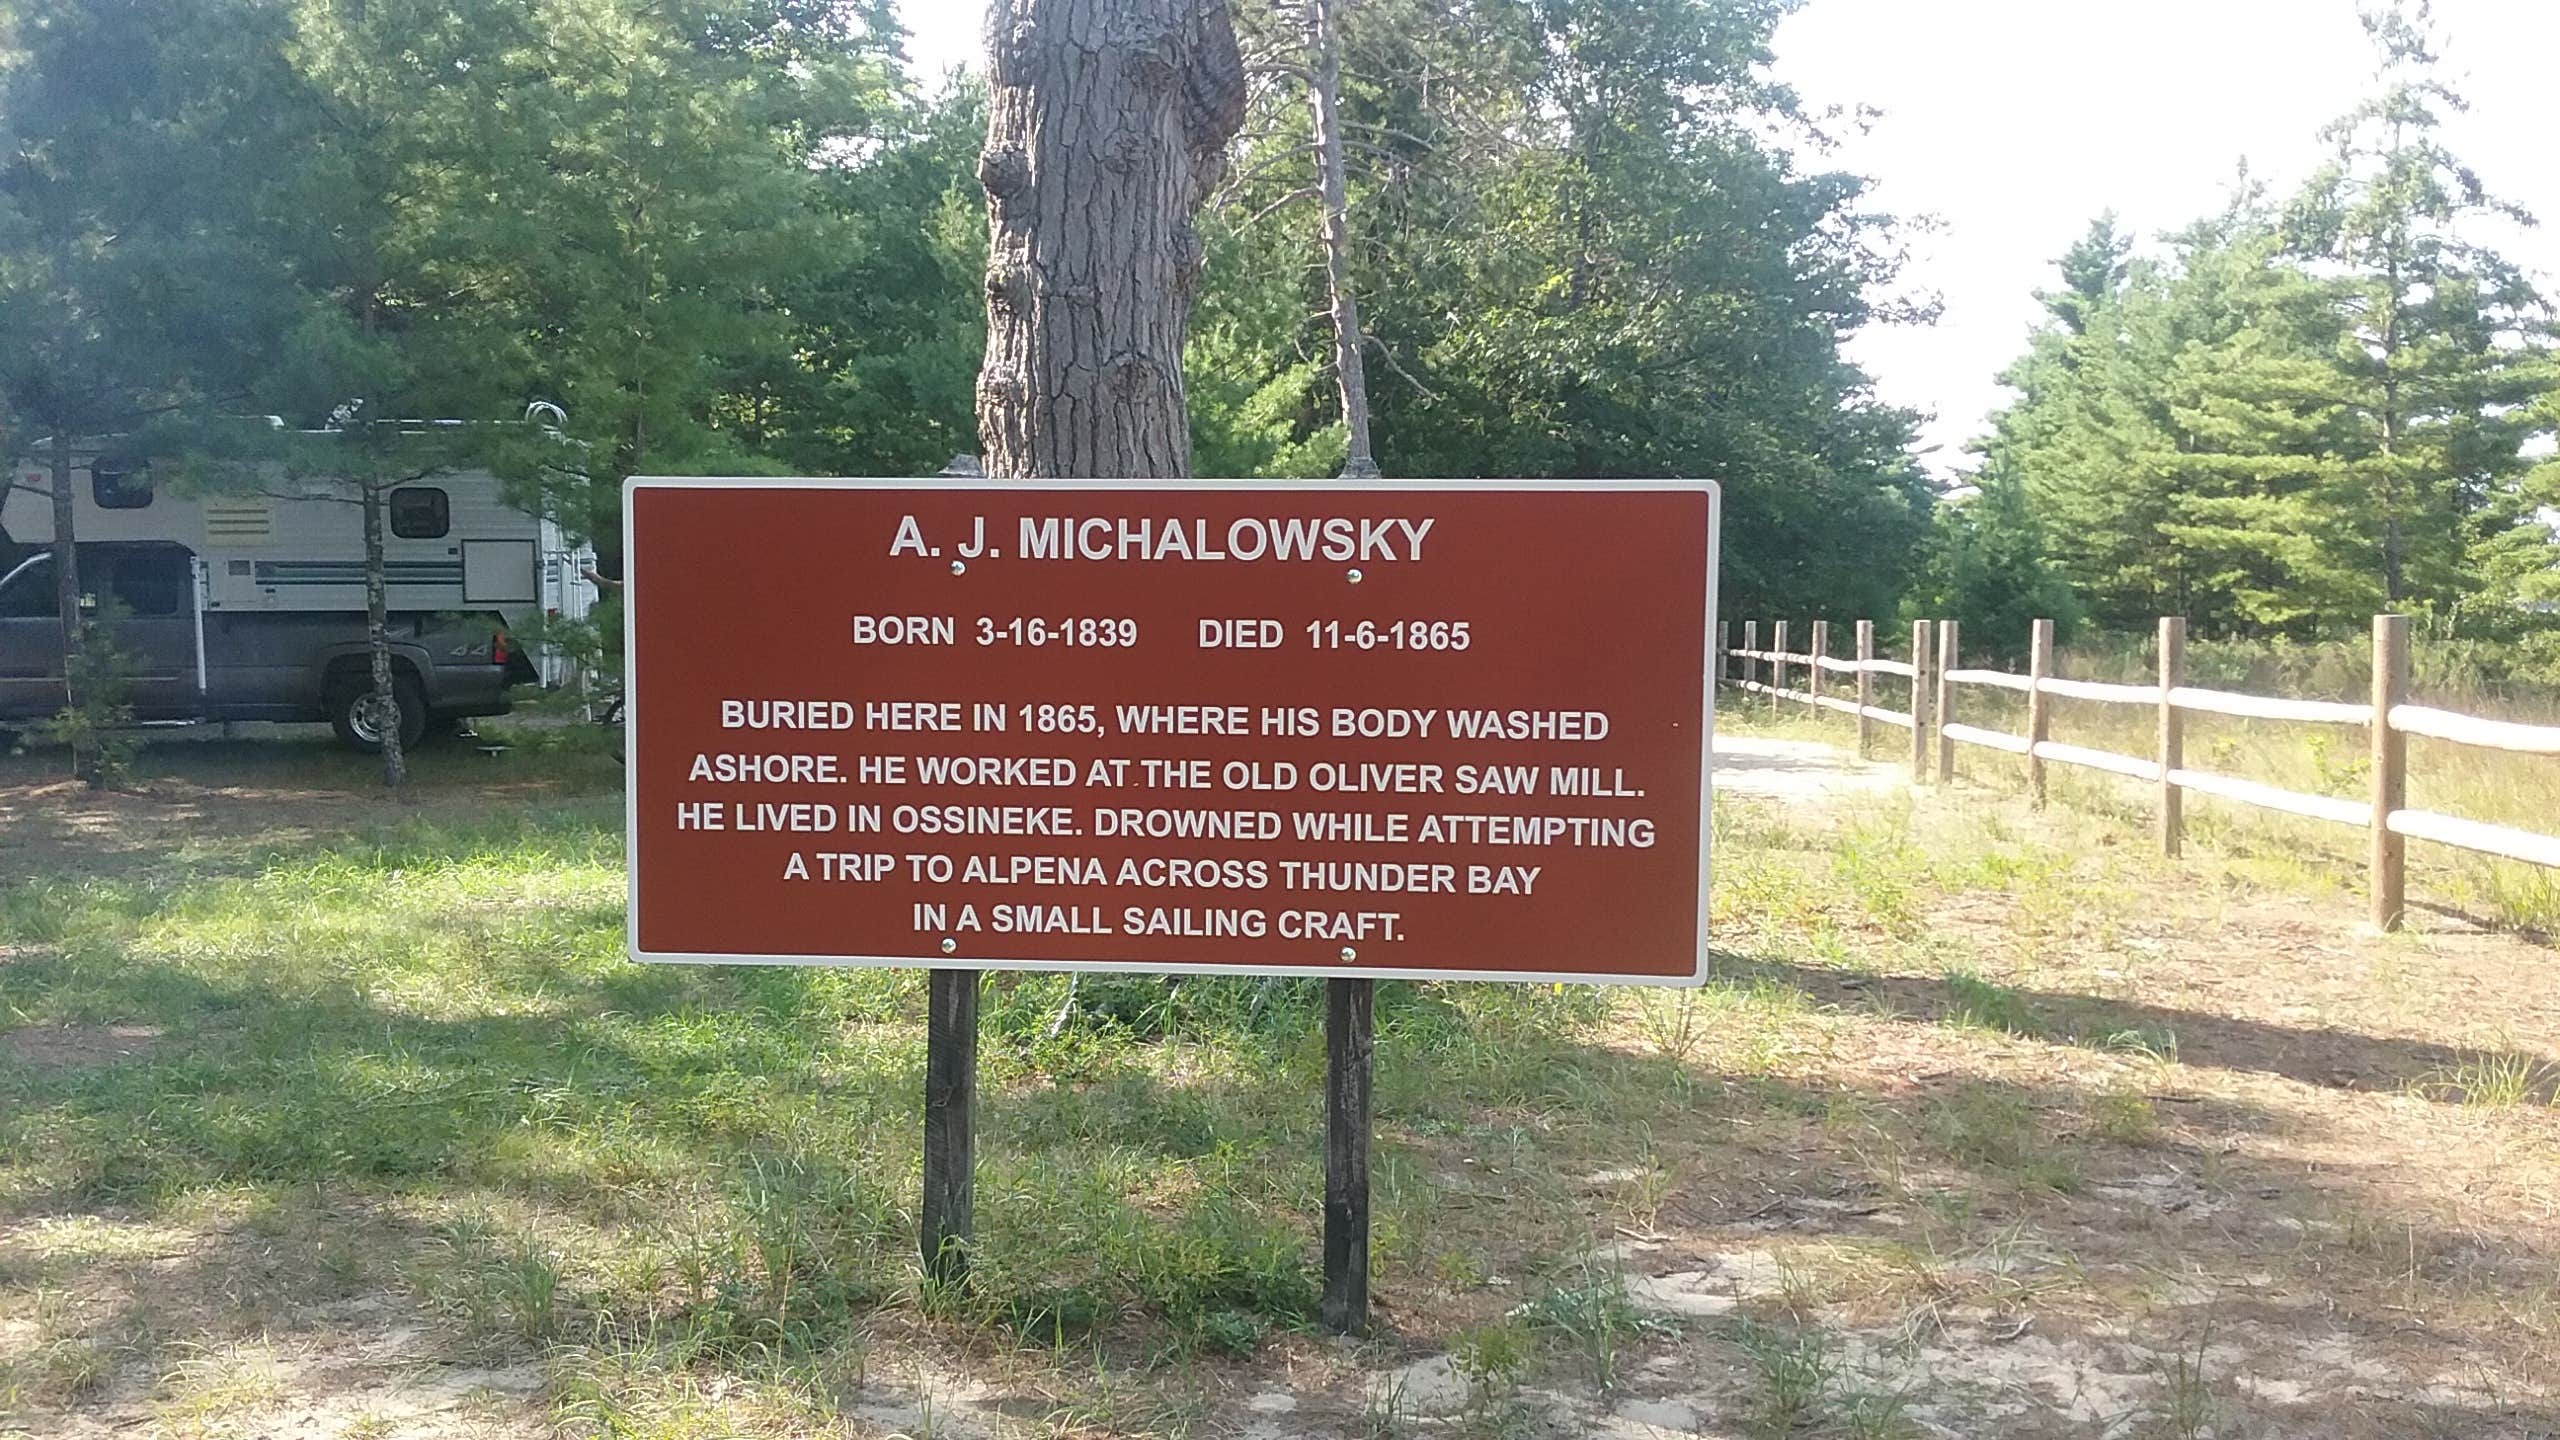 A. J. MICHALOWSKY
BORN 3-16-1839 DIED 11-6-1865
BURIED HERE IN 1865, WHERE HIS BODY WASHED
ASHORE. HE WORKED AT THE OLD OLIVER SAW MILL.
HE LIVED IN OSSINEKE. DROWNED WHILE ATTEMPTING
A TRIP TO ALPENA ACROSS THUNDER BAY
IN A SMALL SAILING CRAFT.
4X4